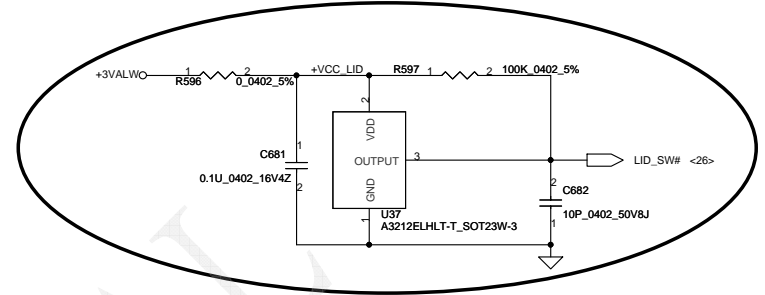 +3VALW
1
R596
2
0_0402_5%
+VCC_LID
R597
1
2
100K_0402_5%
C681
1
0.1U_0402_16V4Z
2
2
VDD
OUTPUT
3
GND
1
U37
A3212ELHLT-T_SOT23W-3
LID_SW# <26>
2
C682
10P_0402_50V8J
1